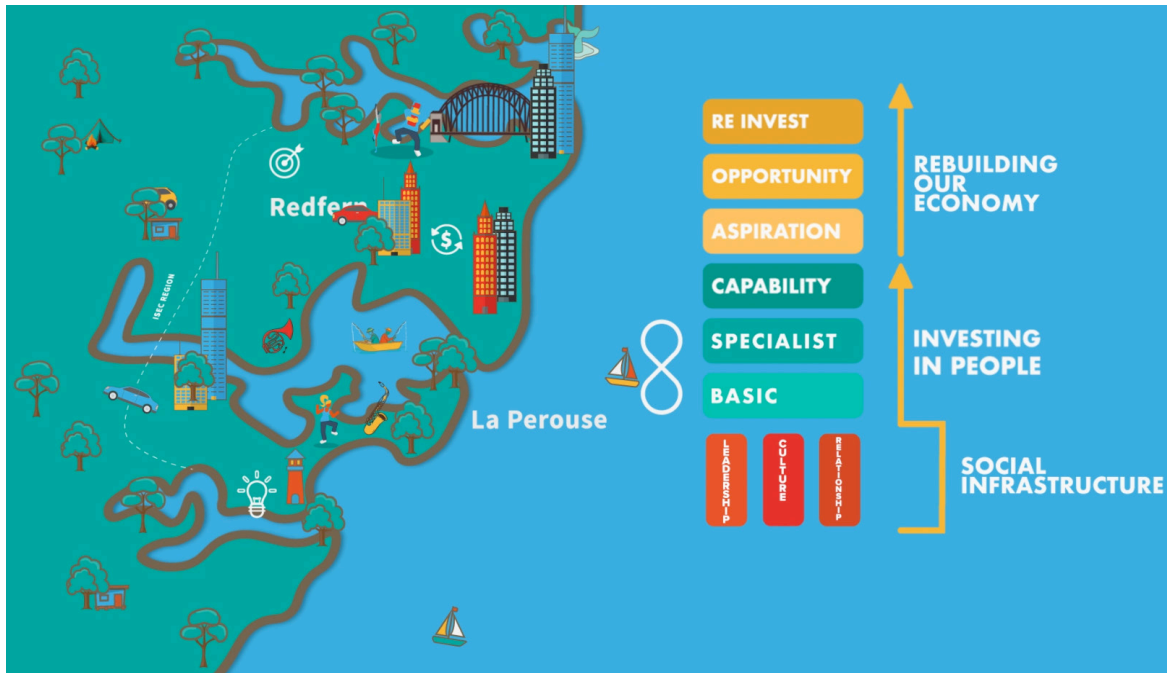 Redfern
ISEC REGION
La Perouse
$
RE INVEST
OPPORTUNITY
ASPIRATION
CAPABILITY
SPECIALIST
BASIC
LEADERSHIP
CULTURE
RELATIONSHIP
REBUILDING
OUR
ECONOMY
INVESTING
IN PEOPLE
SOCIAL
INFRASTRUCTURE